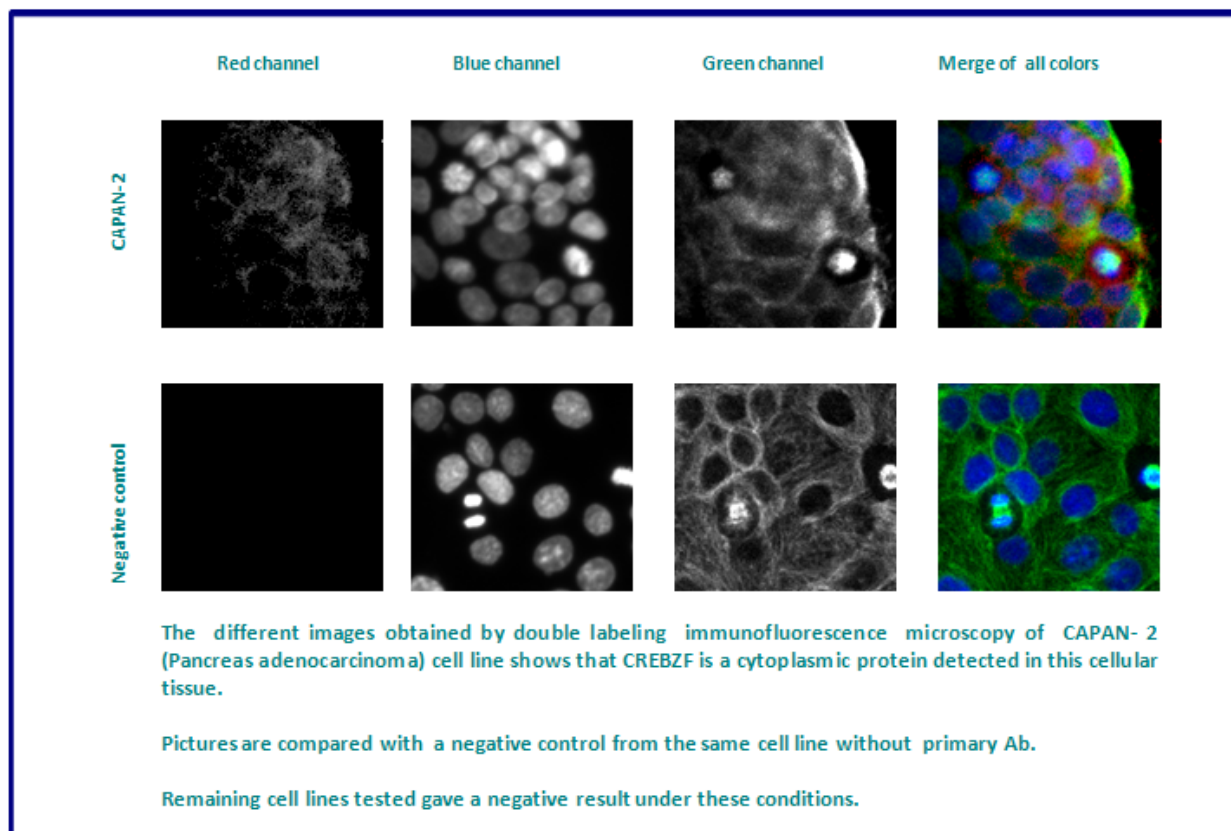 Red channel Blue channel Green channel Merge of all colors
CAPAN-2
Negative control
The different images obtained by double labeling immunofluorescence microscopy of CAPAN- 2
(Pancreas adenocarcinoma) cell line shows that CREBZF is a cytoplasmic protein detected in this cellular
tissue.
Pictures are compared with a negative control from the same cell line without primary Ab.
Remaining cell lines tested gave a negative result under these conditions.